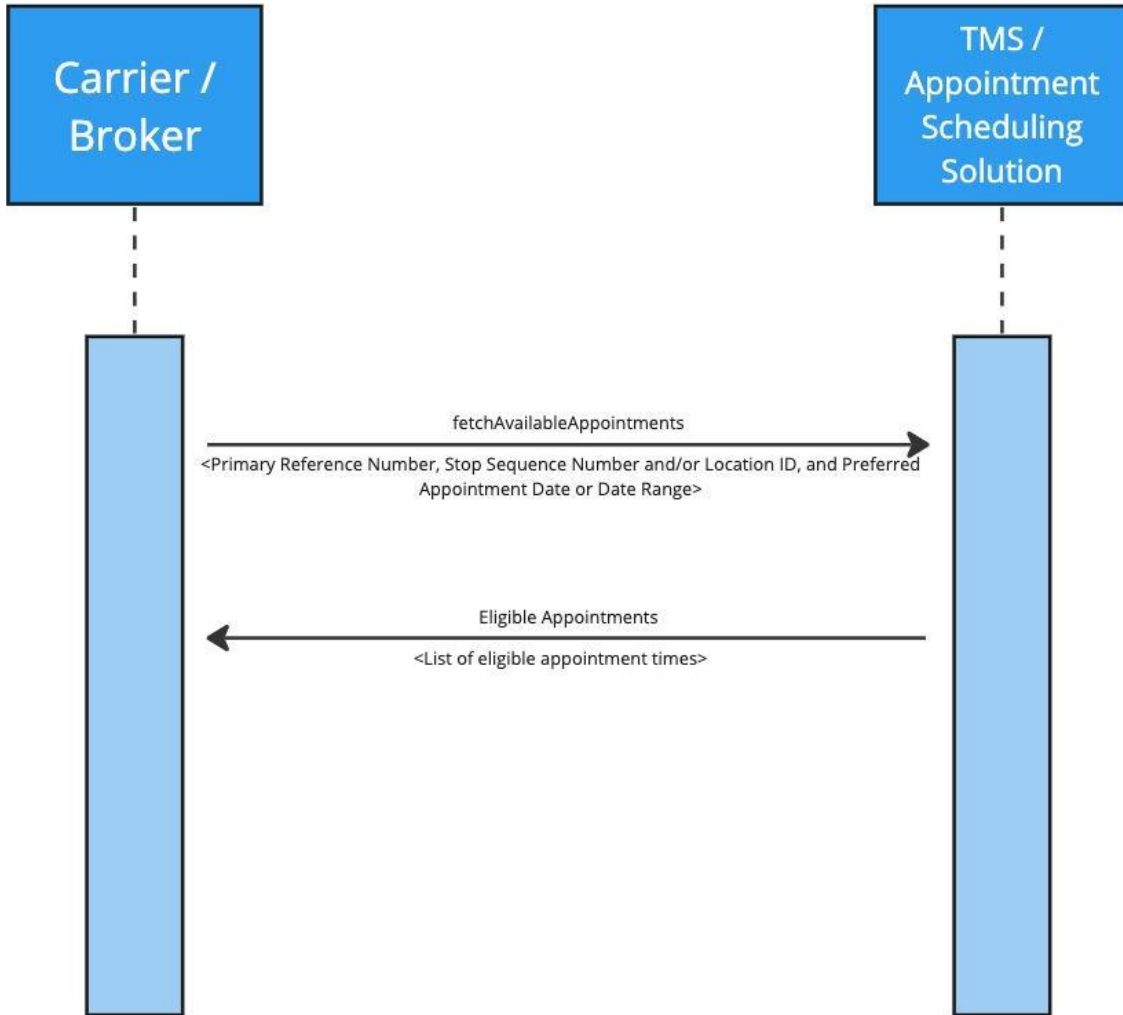 Carrier /
Broker
TMS /
Appointment
Scheduling
Solution
fetchAvailableAppointments
<Primary Reference Number, Stop Sequence Number and/or Location ID, and Preferred
Appointment Date or Date Range>
Eligible Appointments
<List of eligible appointment times>